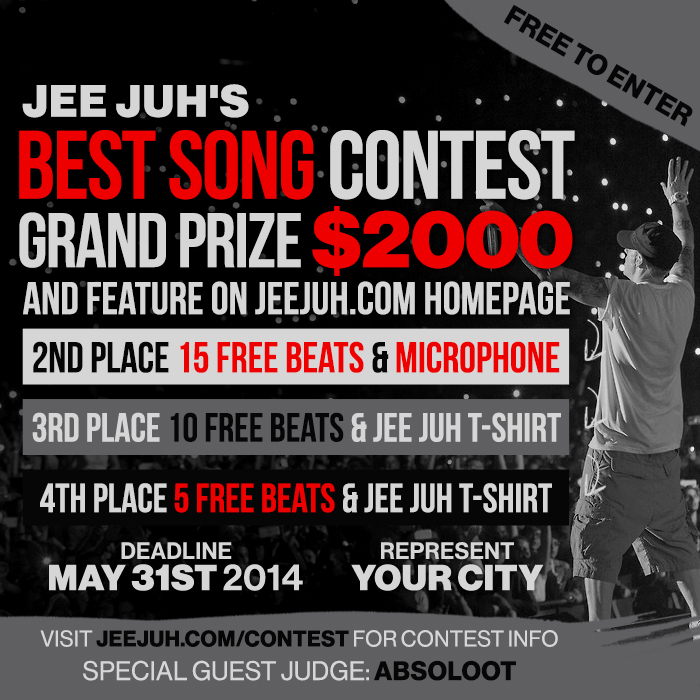 FREE TO ENTER
JEE JUH'S
BEST SONG CONTEST
GRAND PRIZE $2000
AND FEATURE ON JEEJUH.COM HOMEPAGE
2ND PLACE 15 FREE BEATS & MICROPHONE
3RD PLACE 10 FREE BEATS & JEE JUH T-SHIRT
4TH PLACE 5 FREE BEATS & JEE JUH T-SHIRT
DEADLINE
MAY 31ST 2014
REPRESENT
YOUR CITY
VISIT JEEJUH.COM/CONTEST FOR CONTEST INFO
SPECIAL GUEST JUDGE: ABSOLOOT